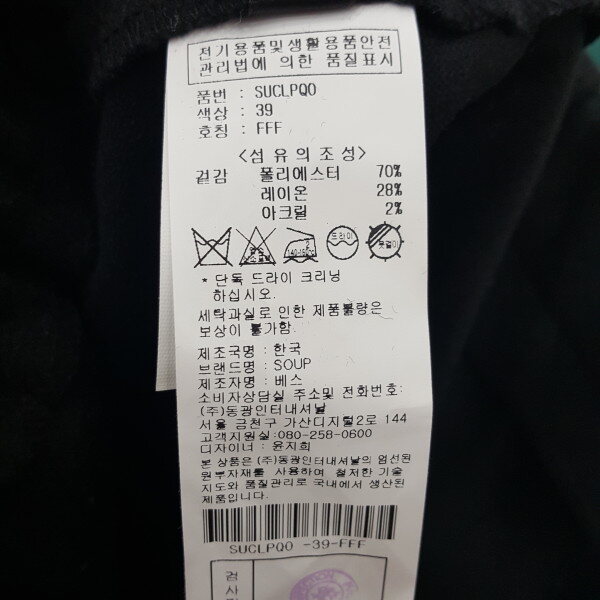 전기용품및생활용품안전
관리법에 의한 품질표시
품번 : SUCLPQ0
색상 : 39
호칭 : FFF
<섬유의조성>
겉감 폴리에스터 70%
레이온 28%
아크릴 2%
드라이
옷걸이
* 단독 드라이 크리닝
하십시오.
세탁과실로 인한 제품불량은
보상이 불가함.
제조국명 : 한국
브랜드명 : SOUP
제조자명 : 베스
소비자상담실 주소및 전화번호:
(주)동광인터내셔날
서울 금천구 가산디지털2로 144
고객지원실:080-258-0600
디자이너 : 윤지희
본 상품은 (주)동광인터내셔날의 엄선된
원부자재를 사용하여 철저한 기술
지도와 품질관리로 국내에서 생산된
제품입니다.
SUCLPQ0 -39-FFF
검
사